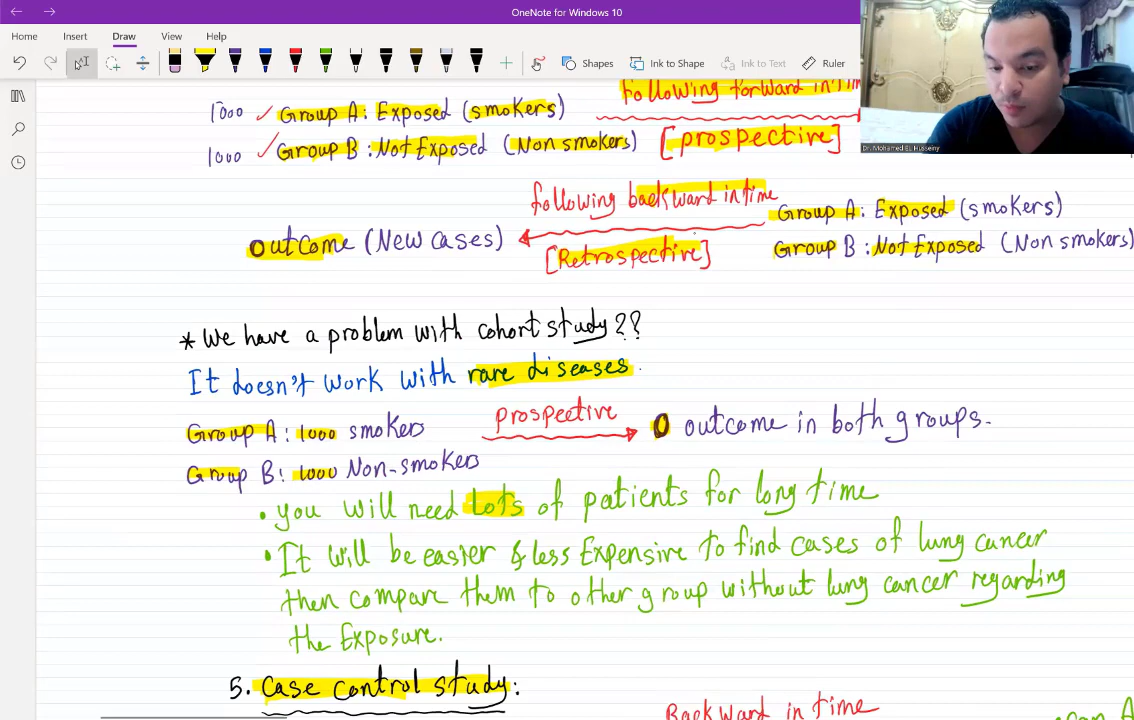 OneNote for Windows 10
Home Insert Draw View Help
Shapes Ink to Shape Ink to Text Ruler
Following forward in time
1000 ✓ Group A: Exposed (smokers)
[prospective]
1000 ✓ Group B: Not Exposed (Non smokers)
Dr. Mohamed EL Husseiny
following backward in time
Group A: Exposed (smokers)
outcome (New cases)
[Retrospective]
Group B: Not Exposed (Non smokers)
* We have a problem with cohort study??
It doesn't work with rare diseases.
Group A: 1000 smokers
prospective
0 outcome in both groups.
Group B: 1000 Non-smokers
• you will need Lots of patients for long time
• It will be easier & less Expensive to find cases of lung cancer
then compare them to other group without lung cancer regarding
the Exposure.
5. Case control study:
Backward in time